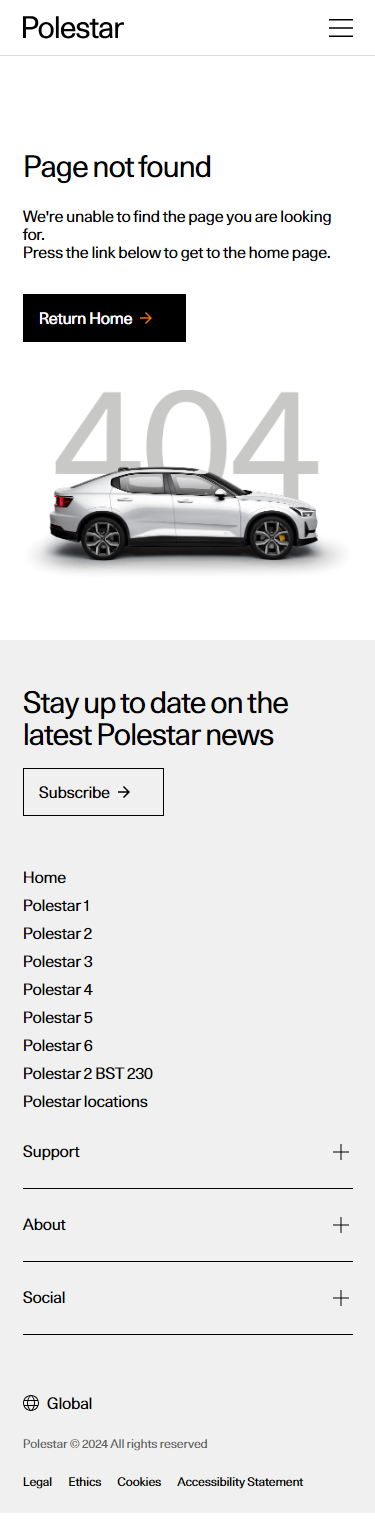 Polestar
Page not found
We're unable to find the page you are looking
for.
Press the link below to get to the home page.
Return Home
404
Stay up to date on the
latest Polestar news
Subscribe
Home
Polestar 1
Polestar 2
Polestar 3
Polestar 4
Polestar 5
Polestar 6
Polestar 2 BST 230
Polestar locations
Support
About
Social
Global
Polestar © 2024 All rights reserved
Legal Ethics Cookies Accessibility Statement